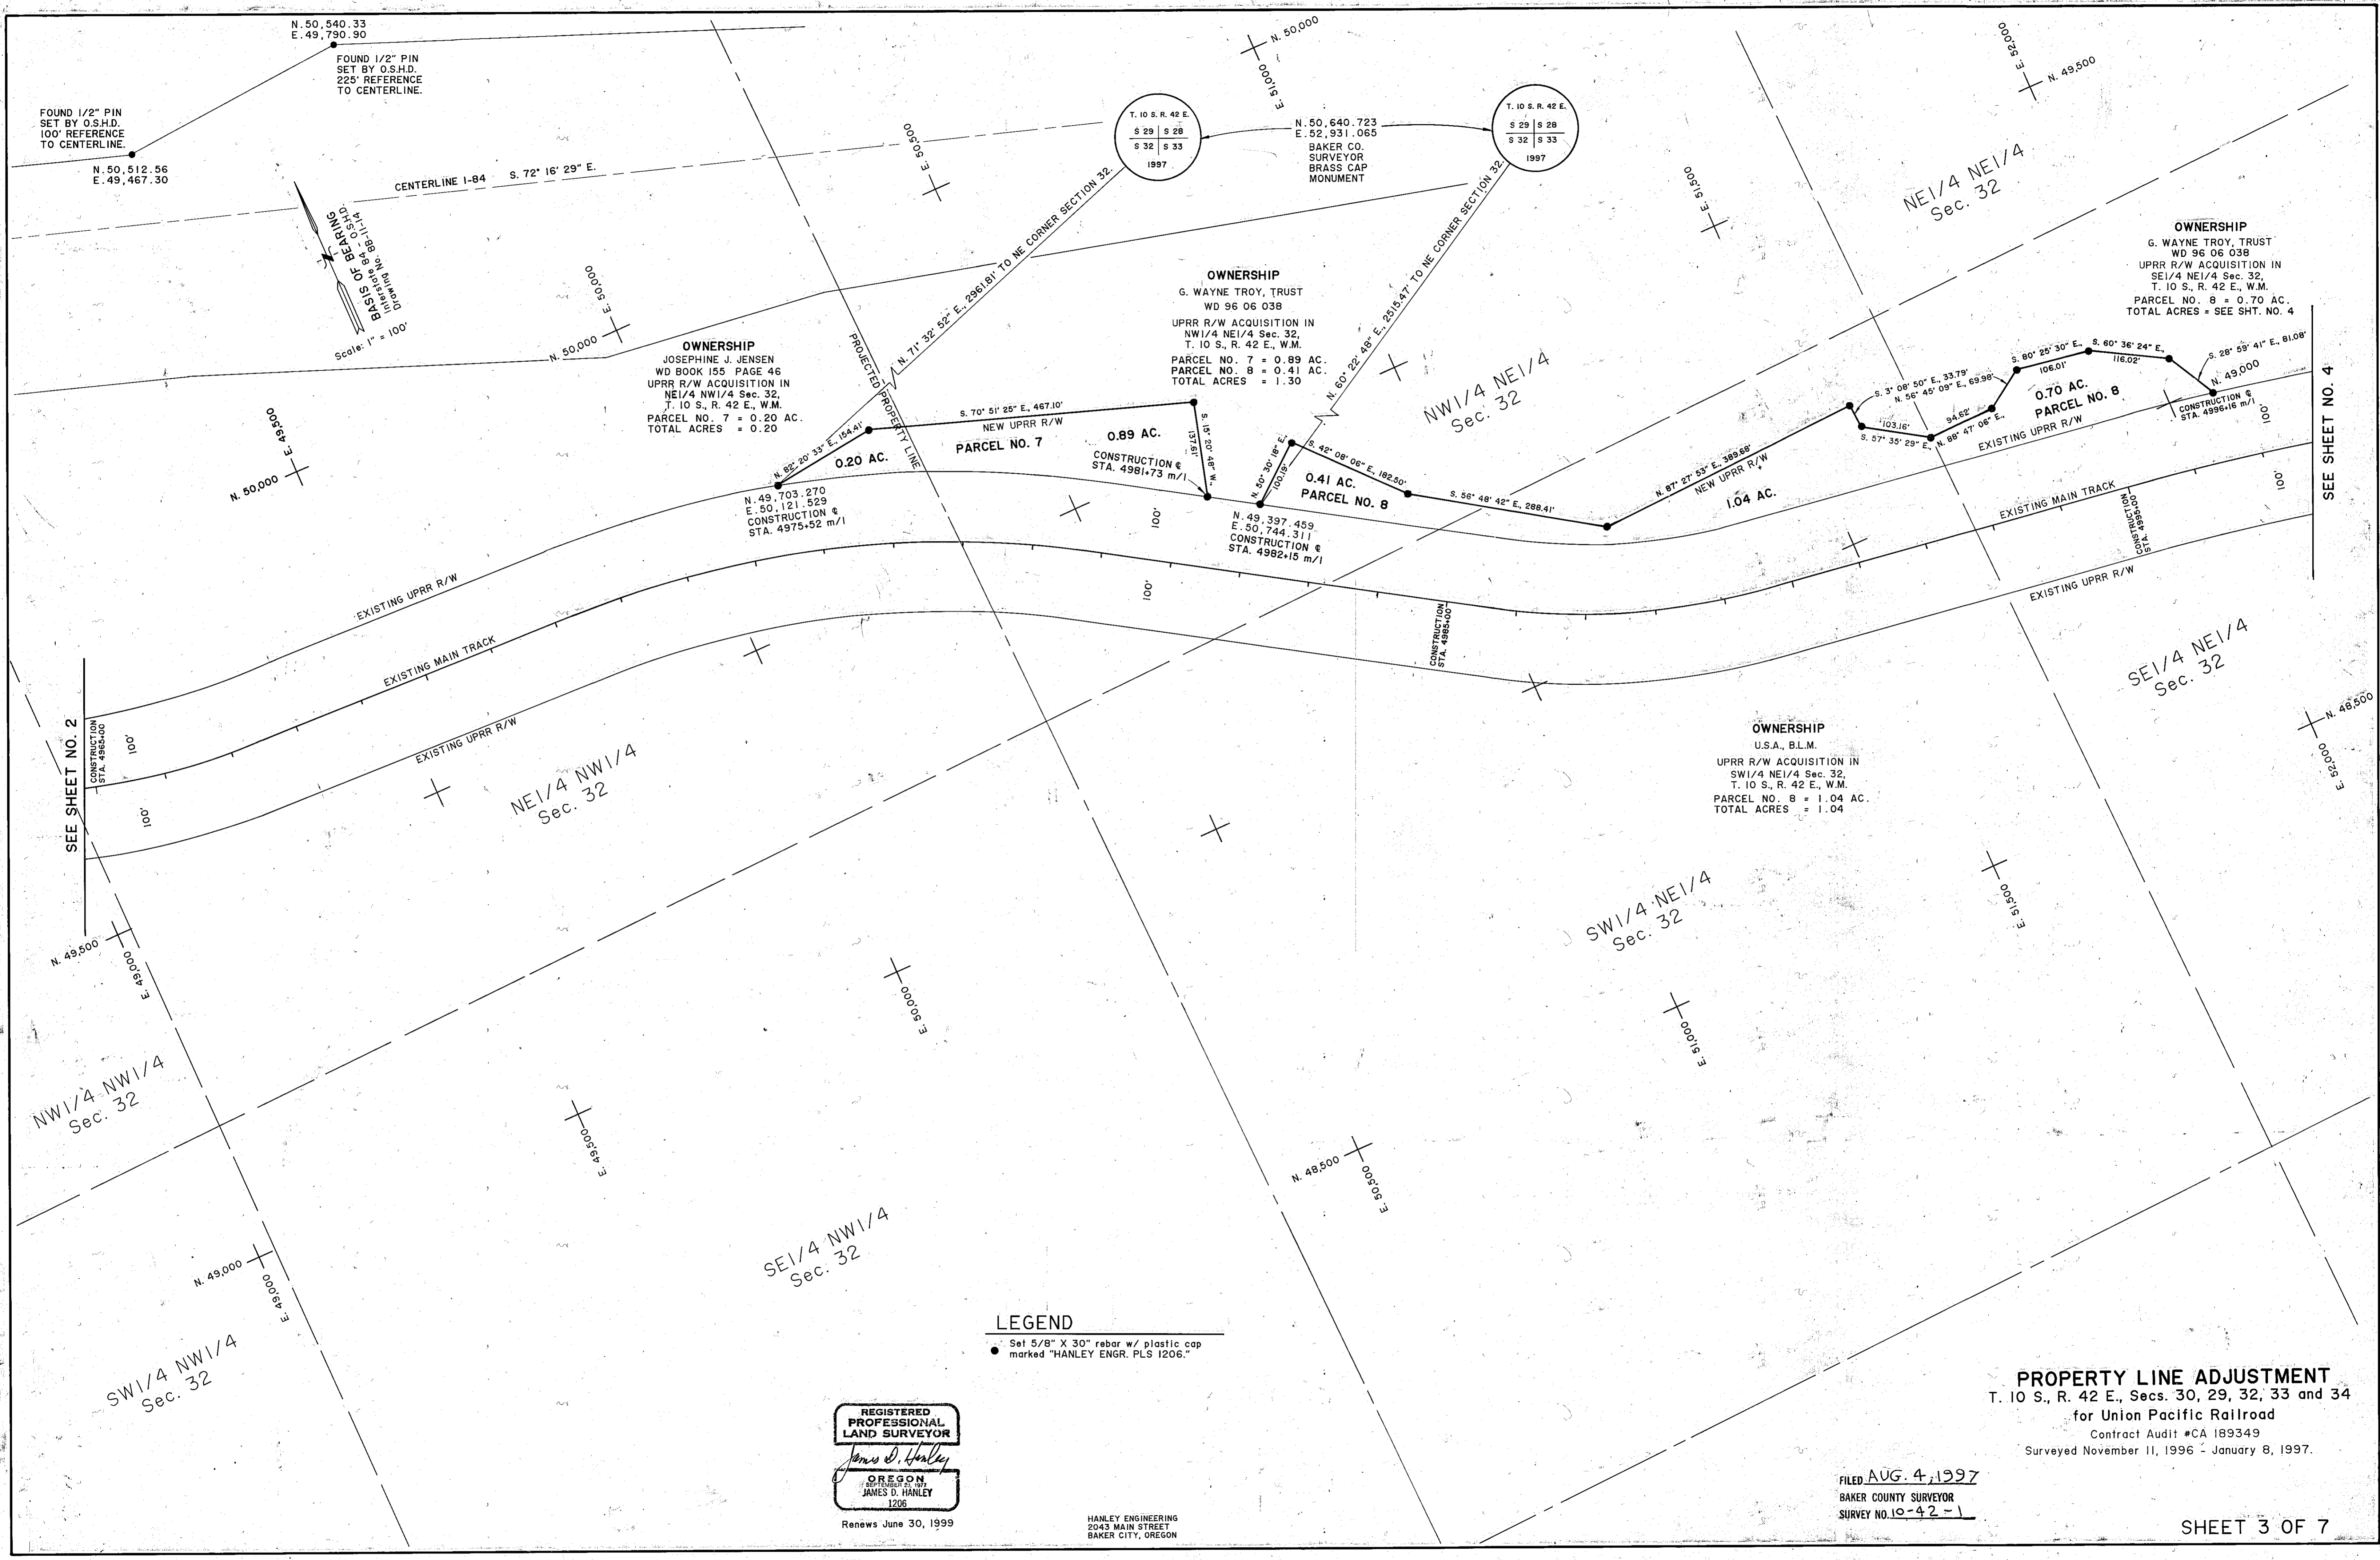 N. 50,540.33
E. 49,790.90
FOUND 1/2" PIN
SET BY O.S.H.D.
225' REFERENCE
TO CENTERLINE.
FOUND 1/2" PIN
SET BY O.S.H.D.
100' REFERENCE
TO CENTERLINE.
N. 50,512.56
E. 49,467.30
CENTERLINE I-84 S. 72° 16' 29" E.
BASIS OF BEARING
Interstate 84 - O.S.H.D.
Drawing No. 8B-11-14
N
Scale: 1" = 100'
N. 50,000
E. 51,000
E. 52,000
N. 49,500
E. 50,500
E. 51,500
E. 50,000
N. 50,000
E. 49,500
N. 50,000
T. 10 S. R. 42 E.
S 29 S 28
S 32 S 33
1997
N. 50,640.723
E. 52,931.065
BAKER CO.
SURVEYOR
BRASS CAP
MONUMENT
T. 10 S. R. 42 E.
S 29 S 28
S 32 S 33
1997
N. 71° 32' 52" E., 2961.81' TO NE CORNER SECTION 32.
N. 60° 22' 48" E., 2515.47' TO NE CORNER SECTION 32.
PROJECTED PROPERTY LINE
NE1/4 NE1/4
Sec. 32
OWNERSHIP
JOSEPHINE J. JENSEN
WD BOOK 155 PAGE 46
UPRR R/W ACQUISITION IN
NE1/4 NW1/4 Sec. 32,
T. 10 S., R. 42 E., W.M.
PARCEL NO. 7 = 0.20 AC.
TOTAL ACRES = 0.20
OWNERSHIP
G. WAYNE TROY, TRUST
WD 96 06 038
UPRR R/W ACQUISITION IN
NW1/4 NE1/4 Sec. 32,
T. 10 S., R. 42 E., W.M.
PARCEL NO. 7 = 0.89 AC.
PARCEL NO. 8 = 0.41 AC.
TOTAL ACRES = 1.30
OWNERSHIP
G. WAYNE TROY, TRUST
WD 96 06 038
UPRR R/W ACQUISITION IN
SE1/4 NE1/4 Sec. 32,
T. 10 S., R. 42 E., W.M.
PARCEL NO. 8 = 0.70 AC.
TOTAL ACRES = SEE SHT. NO. 4
NW1/4 NE1/4
Sec. 32
N. 82° 20' 33" E., 154.41'
S. 70° 51' 25" E., 467.10'
NEW UPRR R/W
PARCEL NO. 7
0.20 AC.
0.89 AC.
S. 15° 20' 48" W.
137.61'
CONSTRUCTION ℄
STA. 4981+73 m/l
N. 49,703.270
E. 50,121.529
CONSTRUCTION ℄
STA. 4975+52 m/l
N. 50° 30' 18" E.
100.19'
S. 42° 08' 06" E., 182.50'
0.41 AC.
PARCEL NO. 8
S. 56° 48' 42" E., 288.41'
N. 49,397.459
E. 50,744.311
CONSTRUCTION ℄
STA. 4982+15 m/l
N. 87° 27' 53" E., 389.68'
NEW UPRR R/W
1.04 AC.
S. 3° 08' 50" E., 33.79'
N. 56° 45' 09" E., 69.98'
103.16'
S. 57° 35' 29" E.,
94.62'
N. 88° 47' 06" E.,
S. 80° 25' 30" E.,
106.01'
S. 60° 36' 24" E.,
116.02'
S. 28° 59' 41" E., 81.08'
0.70 AC.
PARCEL NO. 8
N. 49,000
CONSTRUCTION ℄
STA. 4996+16 m/l
EXISTING UPRR R/W
EXISTING MAIN TRACK
CONSTRUCTION
STA. 4995+00
EXISTING UPRR R/W
100'
100'
SEE SHEET NO. 4
100'
100'
CONSTRUCTION
STA. 4985+00
EXISTING UPRR R/W
EXISTING MAIN TRACK
EXISTING UPRR R/W
SEE SHEET NO. 2
CONSTRUCTION
STA. 4965+00
100'
100'
NE1/4 NW1/4
Sec. 32
SE1/4 NE1/4
Sec. 32
N. 48,500
E. 52,000
OWNERSHIP
U.S.A., B.L.M.
UPRR R/W ACQUISITION IN
SW1/4 NE1/4 Sec. 32,
T. 10 S., R. 42 E., W.M.
PARCEL NO. 8 = 1.04 AC.
TOTAL ACRES = 1.04
SW1/4 NE1/4
Sec. 32
E. 51,500
N. 49,500
E. 49,000
E. 50,000
E. 51,000
NW1/4 NW1/4
Sec. 32
E. 49,500
N. 48,500
E. 50,500
N. 49,000
E. 49,000
SE1/4 NW1/4
Sec. 32
SW1/4 NW1/4
Sec. 32
LEGEND
Set 5/8" X 30" rebar w/ plastic cap
marked "HANLEY ENGR. PLS 1206."
REGISTERED
PROFESSIONAL
LAND SURVEYOR
James D. Hanley
OREGON
SEPTEMBER 23, 1977
JAMES D. HANLEY
1206
Renews June 30, 1999
HANLEY ENGINEERING
2043 MAIN STREET
BAKER CITY, OREGON
PROPERTY LINE ADJUSTMENT
T. 10 S., R. 42 E., Secs. 30, 29, 32, 33 and 34
for Union Pacific Railroad
Contract Audit #CA 189349
Surveyed November 11, 1996 - January 8, 1997.
FILED AUG. 4, 1997
BAKER COUNTY SURVEYOR
SURVEY NO. 10-42-1
SHEET 3 OF 7